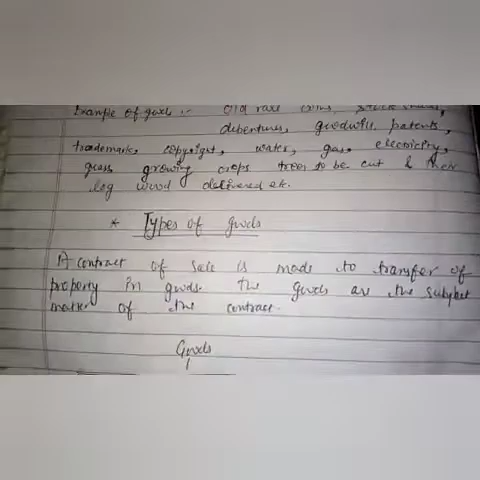 Example of goods :- Old rare coins, stock shares,
debentures, goodwill, patents,
trademark, copyright, water, gas, electricity,
grass growing crops trees to be cut & their
log wood delivered etc.
* Types of goods
A contract of sale is made to transfer of
property in goods. The goods are the subject
matter of the contract.
Goods